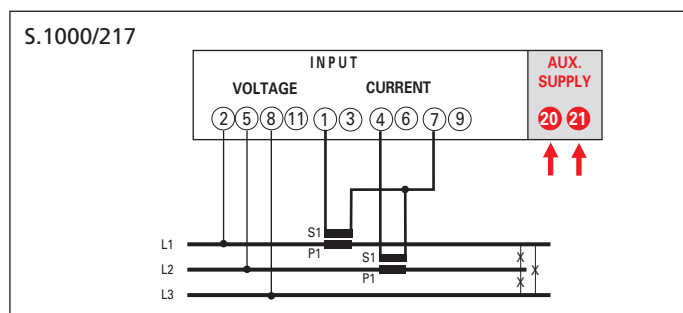 S.1000/217
INPUT
AUX.
SUPPLY
VOLTAGE
CURRENT
2 5 8 11 1 3 4 6 7 9
20 21
S1
L1
P1
S1
X
X
L2
P1
X
L3